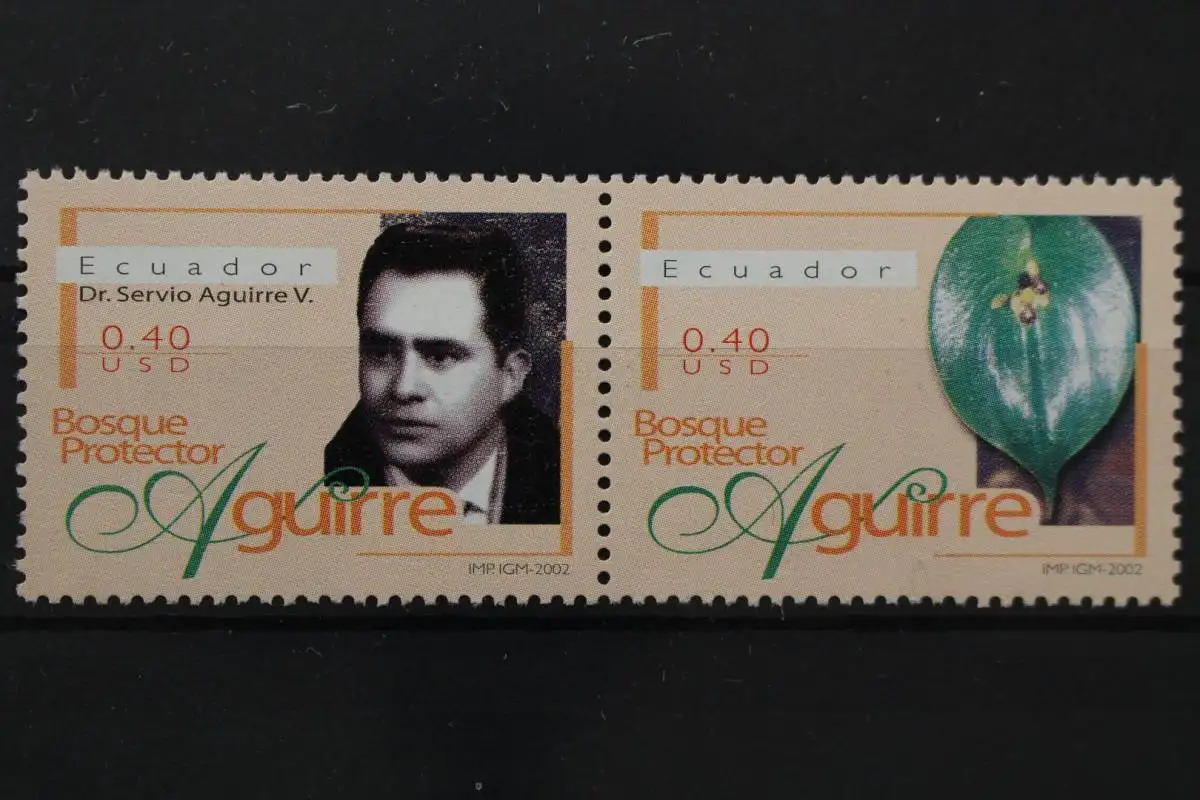 Ecuador
Dr. Servio Aguirre V.
0.40
USD
Bosque
Protector
Aguirre
IMP. IGM-2002
Ecuador
0.40
USD
Bosque
Protector
Aguirre
IMP. IGM-2002